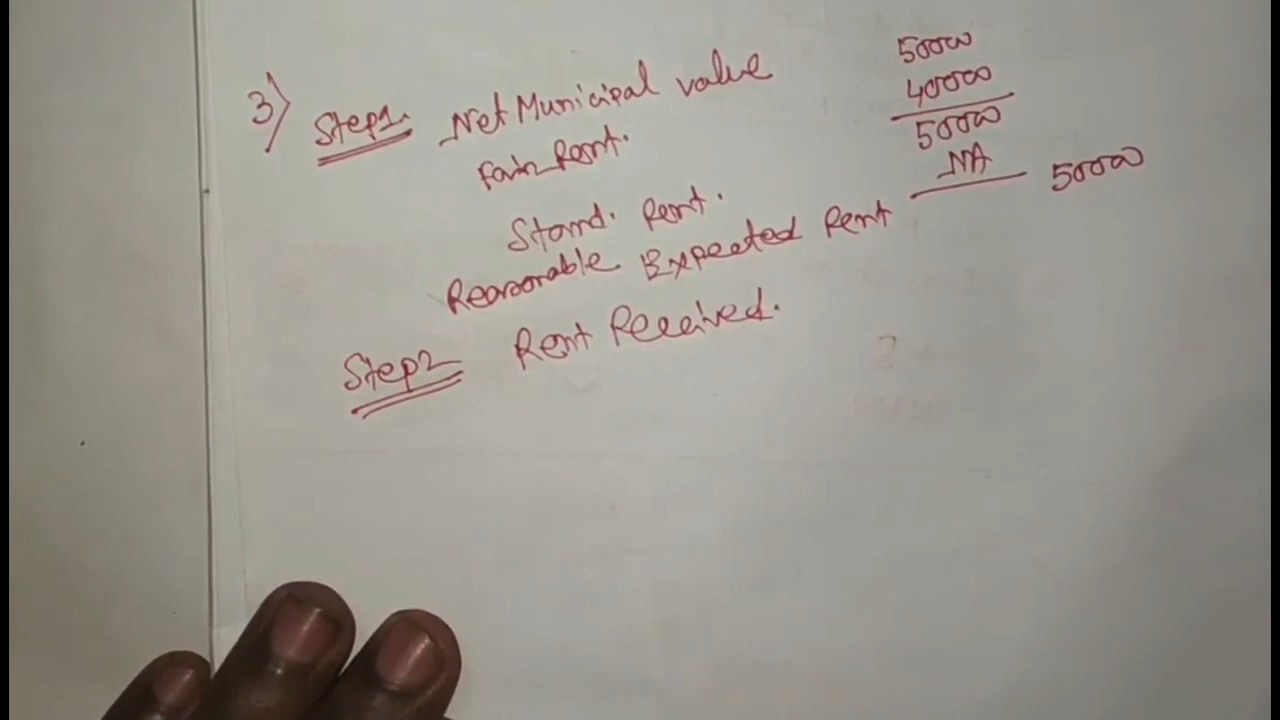 3) Step1. Net Municipal value 50000
Fair Rent. 40000
50000
Stand. Rent. NA
Reasonable Expected Rent 50000
Step2 Rent Received.